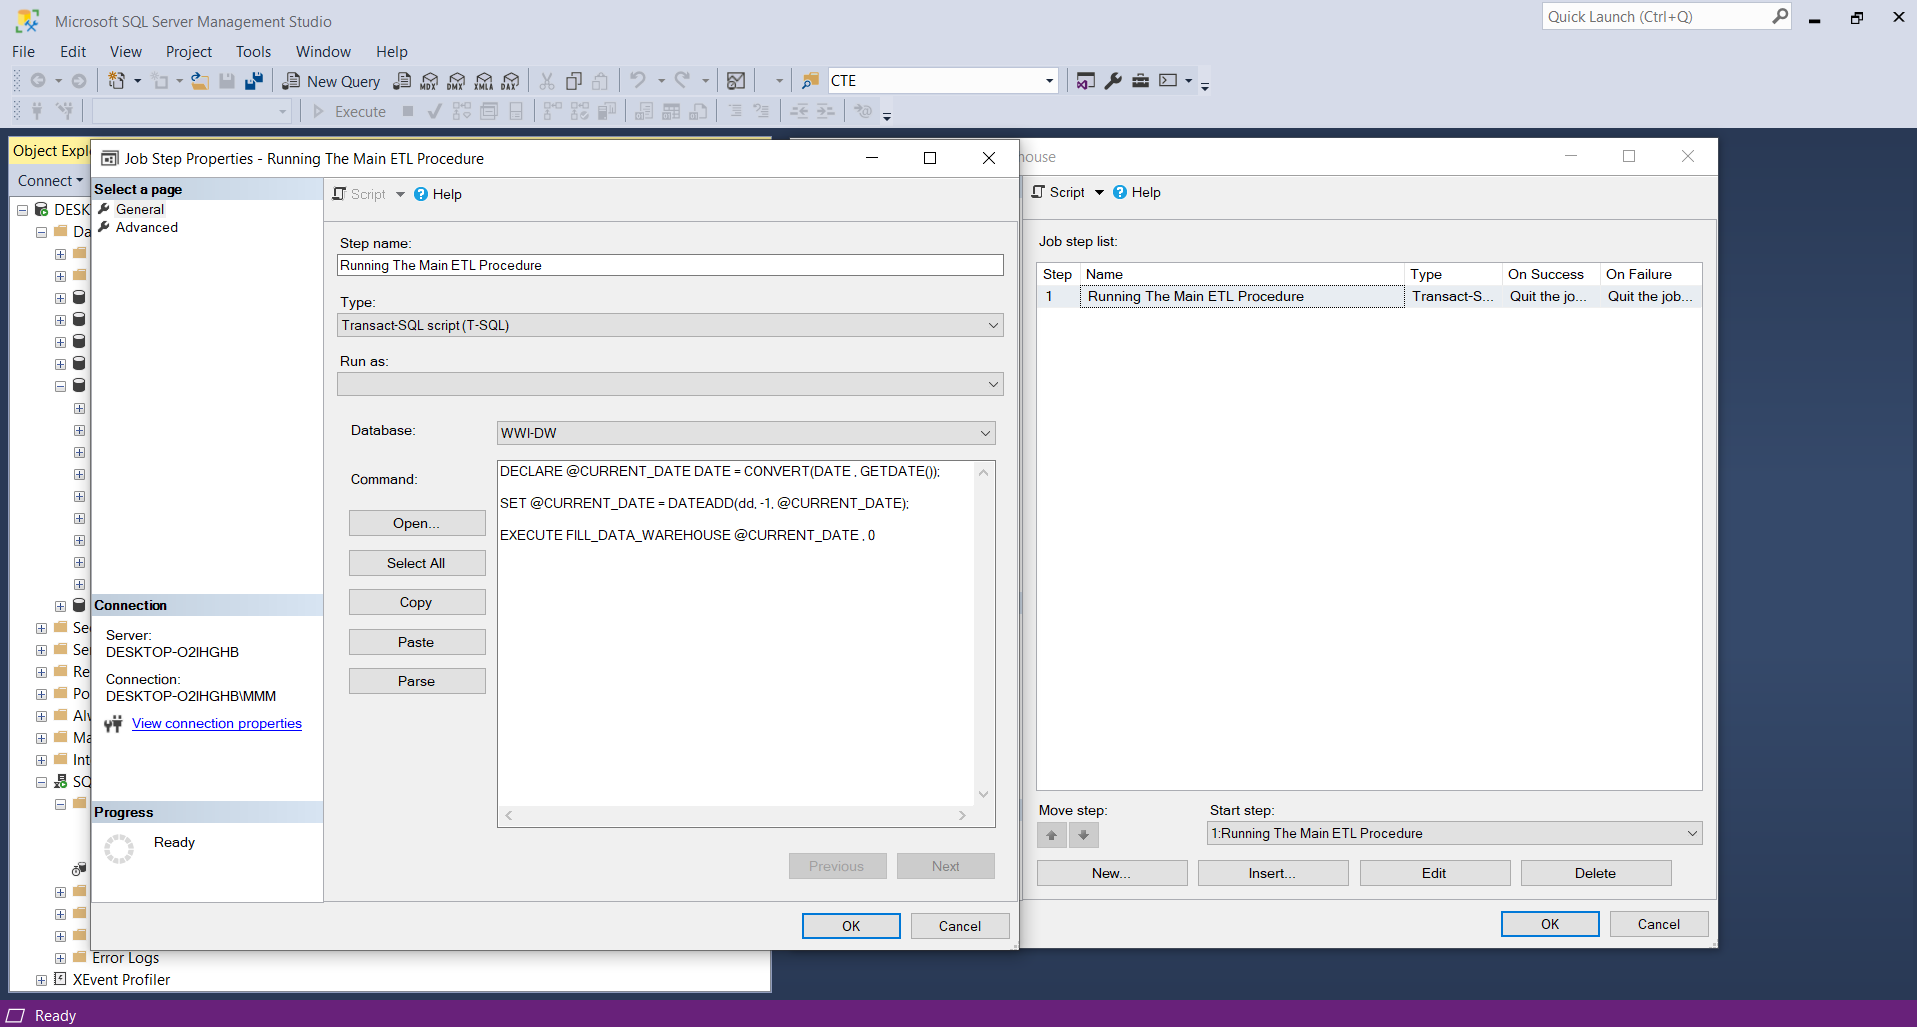 Microsoft SQL Server Management Studio
Quick Launch (Ctrl+Q)
File Edit View Project Tools Window Help
New Query MDX DMX XMLA DAX CTE
Execute
Object Expl
Connect
DESK
Da
Se
Re
Po
Alw
Ma
Int
SQ
Error Logs
XEvent Profiler
Job Step Properties - Running The Main ETL Procedure
Select a page
General
Advanced
Connection
Server:
DESKTOP-O2IHGHB
Connection:
DESKTOP-O2IHGHB\MMM
View connection properties
Progress
Ready
Script Help
Step name:
Running The Main ETL Procedure
Type:
Transact-SQL script (T-SQL)
Run as:
Database:
WWI-DW
Command:
Open...
Select All
Copy
Paste
Parse
DECLARE @CURRENT_DATE DATE = CONVERT(DATE , GETDATE());
SET @CURRENT_DATE = DATEADD(dd, -1, @CURRENT_DATE);
EXECUTE FILL_DATA_WAREHOUSE @CURRENT_DATE , 0
Previous Next
OK Cancel
house
Script Help
Job step list:
Step Name Type On Success On Failure
1 Running The Main ETL Procedure Transact-S... Quit the jo... Quit the job...
Move step:
Start step:
1:Running The Main ETL Procedure
New... Insert... Edit Delete
OK Cancel
Ready